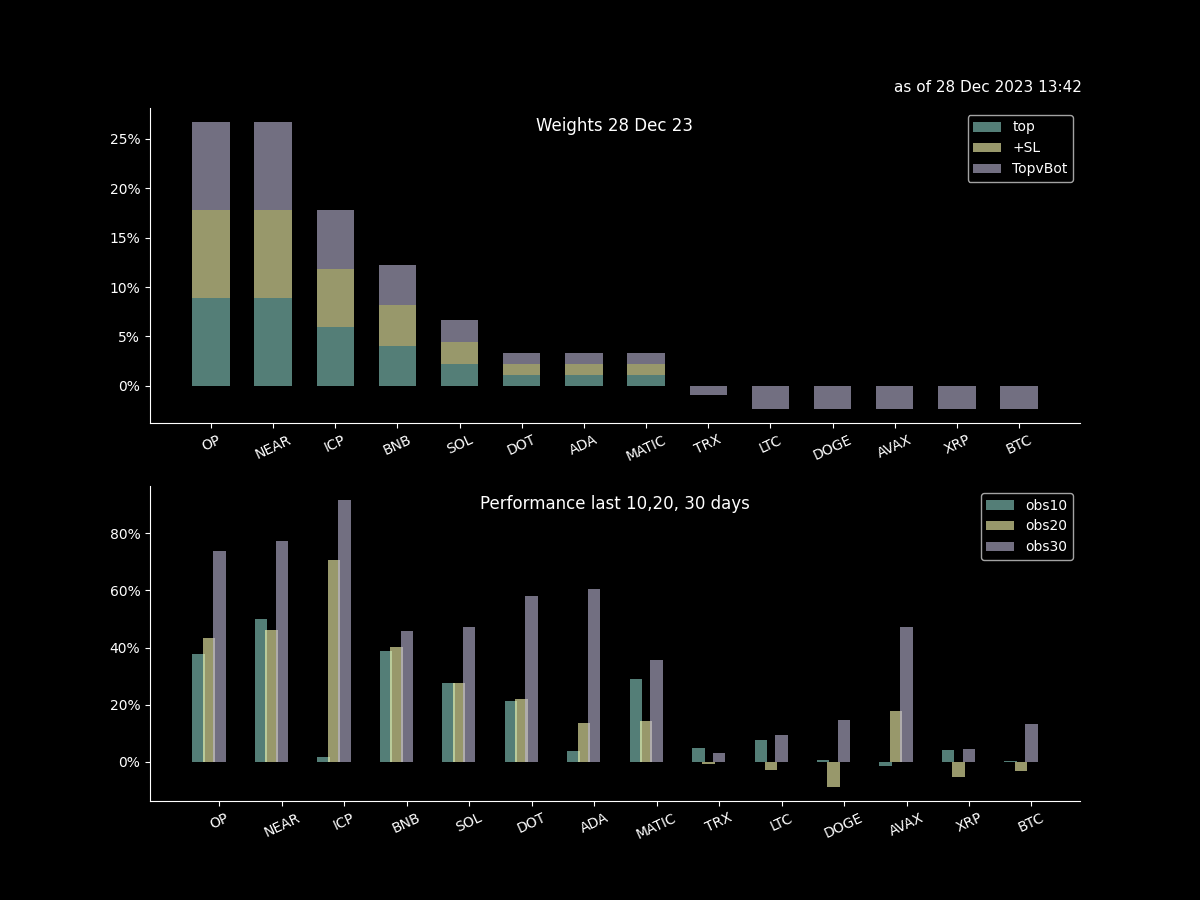 as of 28 Dec 2023 13:42
Weights 28 Dec 23
top
+SL
TopvBot
25%
20%
15%
10%
5%
0%
OP NEAR ICP BNB SOL DOT ADA MATIC TRX LTC DOGE AVAX XRP BTC
Performance last 10,20, 30 days
obs10
obs20
obs30
80%
60%
40%
20%
0%
OP NEAR ICP BNB SOL DOT ADA MATIC TRX LTC DOGE AVAX XRP BTC